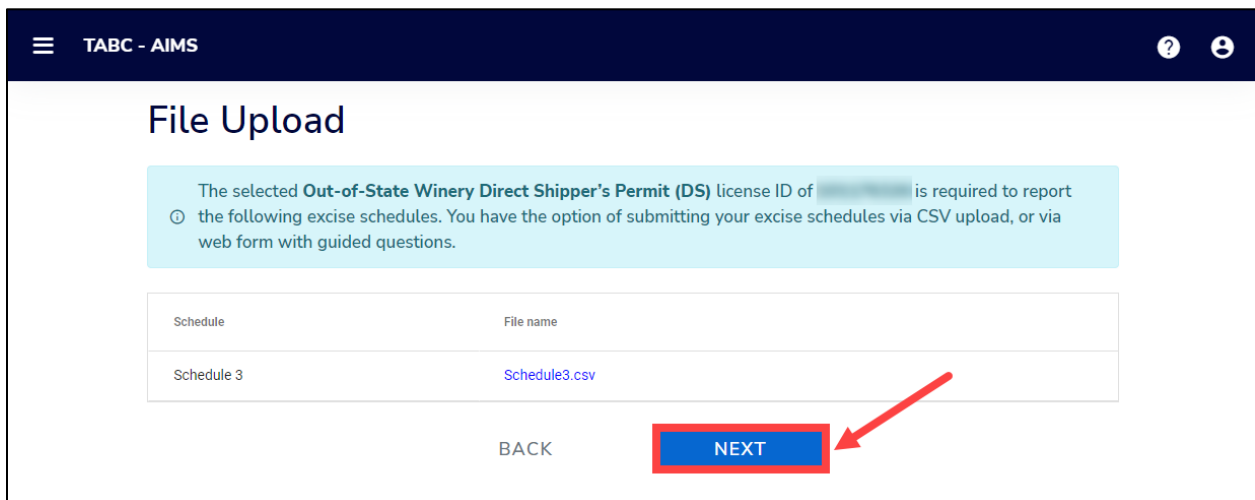 TABC - AIMS
File Upload
The selected Out-of-State Winery Direct Shipper's Permit (DS) license ID of is required to report
the following excise schedules. You have the option of submitting your excise schedules via CSV upload, or via
web form with guided questions.
Schedule File name
Schedule 3 Schedule3.csv
BACK NEXT